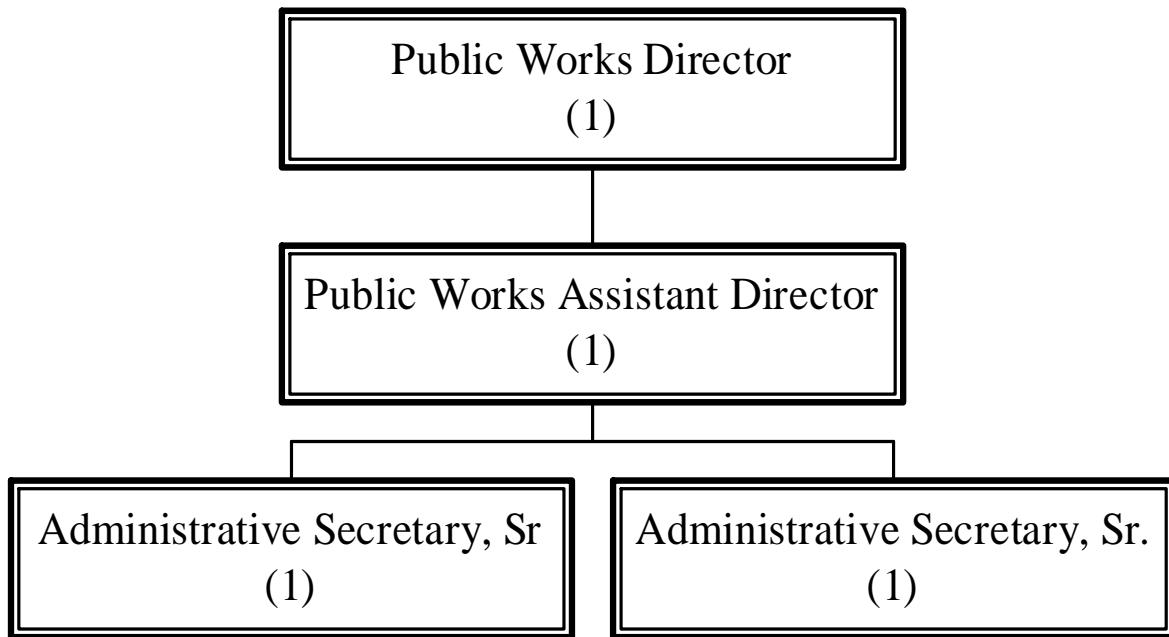 Public Works Director
(1)
Public Works Assistant Director
(1)
Administrative Secretary, Sr
(1)
Administrative Secretary, Sr.
(1)